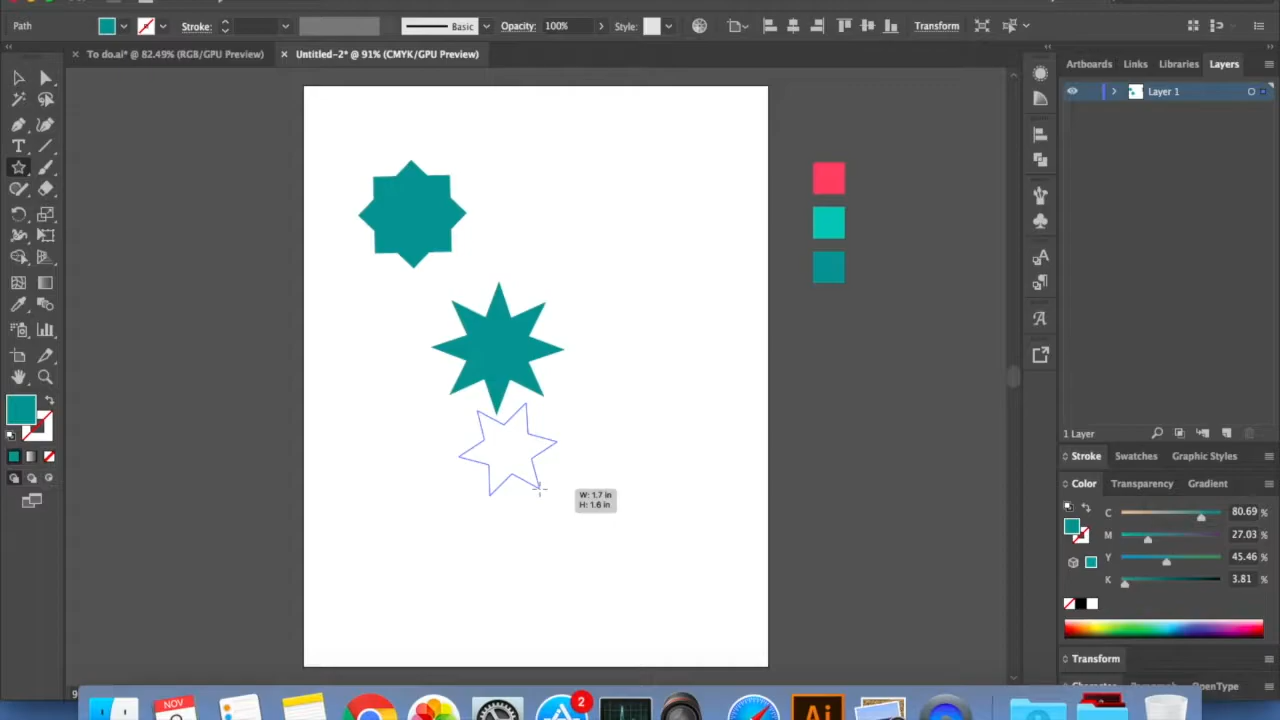 Path
Stroke:
Basic
Opacity:
100%
Style:
Transform
To do.ai* @ 82.49% (RGB/GPU Preview)
Untitled-2* @ 91% (CMYK/GPU Preview)
Artboards
Links
Libraries
Layers
Layer 1
W: 1.7 in
H: 1.6 in
1 Layer
Stroke
Swatches
Graphic Styles
Color
Transparency
Gradient
C 80.69 %
M 27.03 %
Y 45.46 %
K 3.81 %
Transform
OpenType
NOV
2
Ai